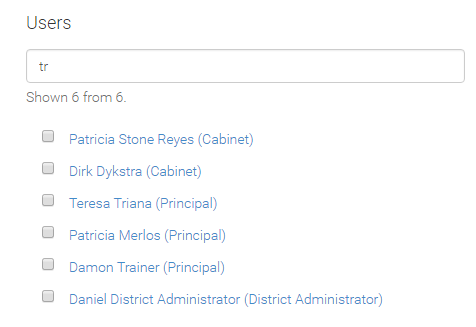 Users
tr
Shown 6 from 6.
Patricia Stone Reyes (Cabinet)
Dirk Dykstra (Cabinet)
Teresa Triana (Principal)
Patricia Merlos (Principal)
Damon Trainer (Principal)
Daniel District Administrator (District Administrator)